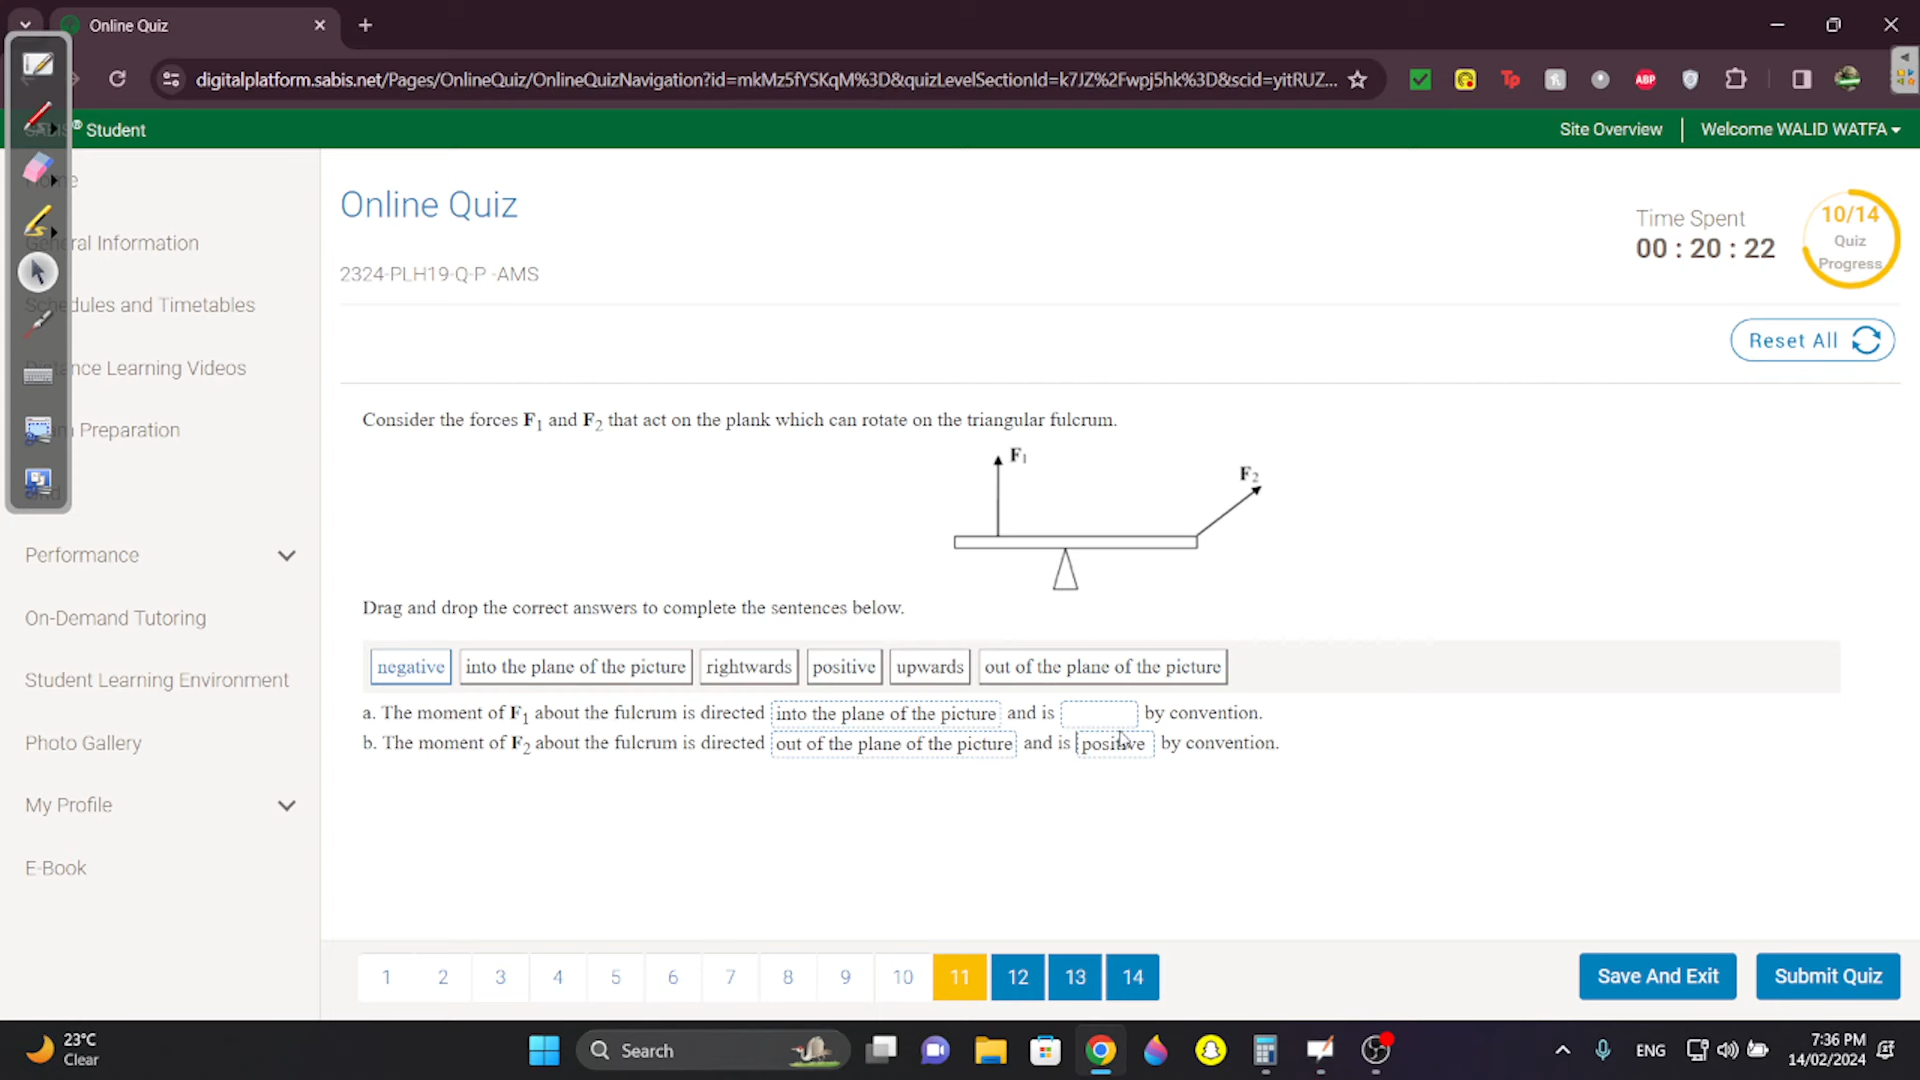 Online Quiz
digitalplatform.sabis.net/Pages/OnlineQuiz/OnlineQuizNavigation?id=mkMz5fYSKqM%3D&quizLevelSectionId=k7JZ%2Fwpj5hk%3D&scid=yitRUZ...
Tp
ABP
SABIS® Student
Site Overview
Welcome WALID WATFA
Home
General Information
Schedules and Timetables
Distance Learning Videos
Exam Preparation
Performance
On-Demand Tutoring
Student Learning Environment
Photo Gallery
My Profile
E-Book
Online Quiz
2324-PLH19-Q-P -AMS
Time Spent
00 : 20 : 22
10/14
Quiz
Progress
Reset All
Consider the forces F1 and F2 that act on the plank which can rotate on the triangular fulcrum.
F1
F2
Drag and drop the correct answers to complete the sentences below.
negative into the plane of the picture rightwards positive upwards out of the plane of the picture
a. The moment of F1 about the fulcrum is directed into the plane of the picture and is by convention.
b. The moment of F2 about the fulcrum is directed out of the plane of the picture and is positive by convention.
1 2 3 4 5 6 7 8 9 10 11 12 13 14
Save And Exit
Submit Quiz
23°C
Clear
Search
ENG
7:36 PM
14/02/2024